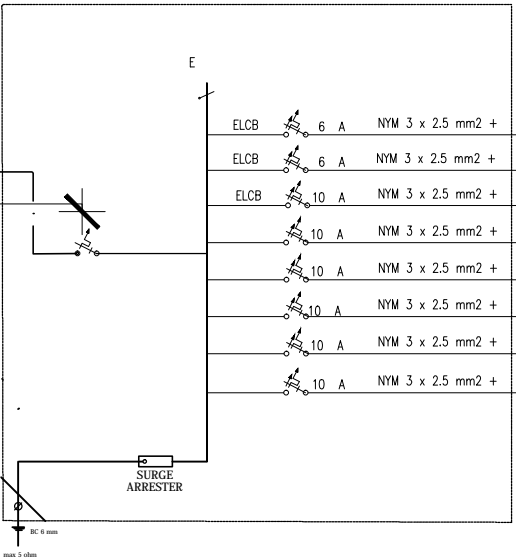 E
ELCB 6 A NYM 3 x 2.5 mm2 +
ELCB 6 A NYM 3 x 2.5 mm2 +
ELCB 10 A NYM 3 x 2.5 mm2 +
10 A NYM 3 x 2.5 mm2 +
10 A NYM 3 x 2.5 mm2 +
10 A NYM 3 x 2.5 mm2 +
10 A NYM 3 x 2.5 mm2 +
10 A NYM 3 x 2.5 mm2 +
SURGE
ARRESTER
BC 6 mm
max 5 ohm